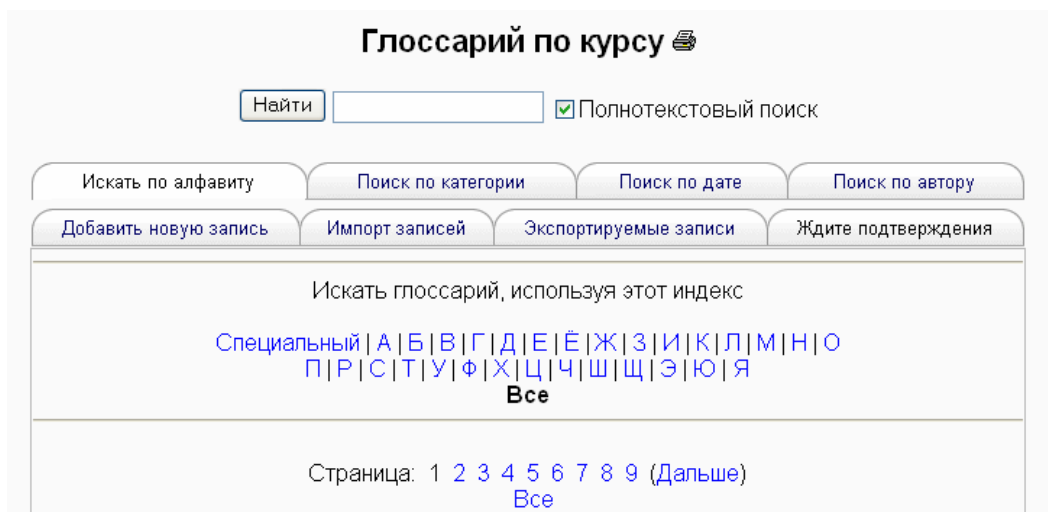 Глоссарий по курсу
Найти Полнотекстовый поиск
Искать по алфавиту Поиск по категории Поиск по дате Поиск по автору
Добавить новую запись Импорт записей Экспортируемые записи Ждите подтверждения
Искать глоссарий, используя этот индекс
Специальный | А | Б | В | Г | Д | Е | Ё | Ж | З | И | К | Л | М | Н | О
П | Р | С | Т | У | Ф | Х | Ц | Ч | Ш | Щ | Э | Ю | Я
Все
Страница: 1 2 3 4 5 6 7 8 9 (Дальше)
Все